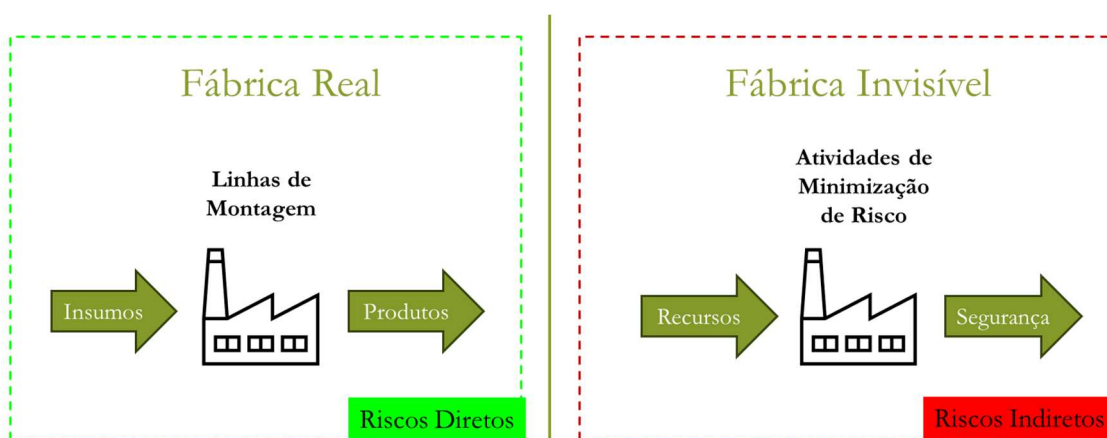 Fábrica Real
Linhas de
Montagem
Insumos
Produtos
Riscos Diretos
Fábrica Invisível
Atividades de
Minimização
de Risco
Recursos
Segurança
Riscos Indiretos